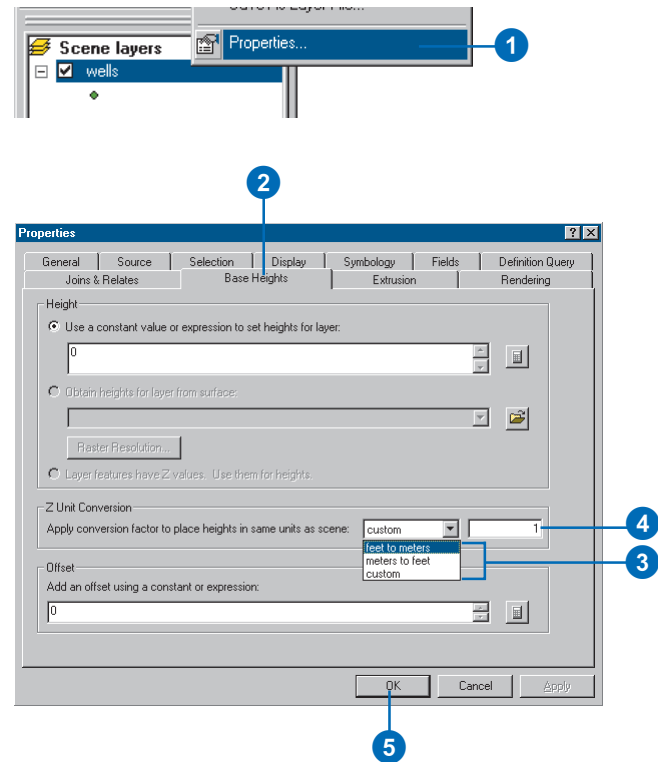 Properties...
1
Scene layers
wells
2
Properties
General Source Selection Display Symbology Fields Definition Query
Joins & Relates Base Heights Extrusion Rendering
Height
Use a constant value or expression to set heights for layer:
0
Obtain heights for layer from surface:
Raster Resolution...
Layer features have Z values. Use them for heights.
Z Unit Conversion
Apply conversion factor to place heights in same units as scene: custom 1
4
feet to meters
meters to feet
custom
3
Offset
Add an offset using a constant or expression:
0
OK Cancel Apply
5